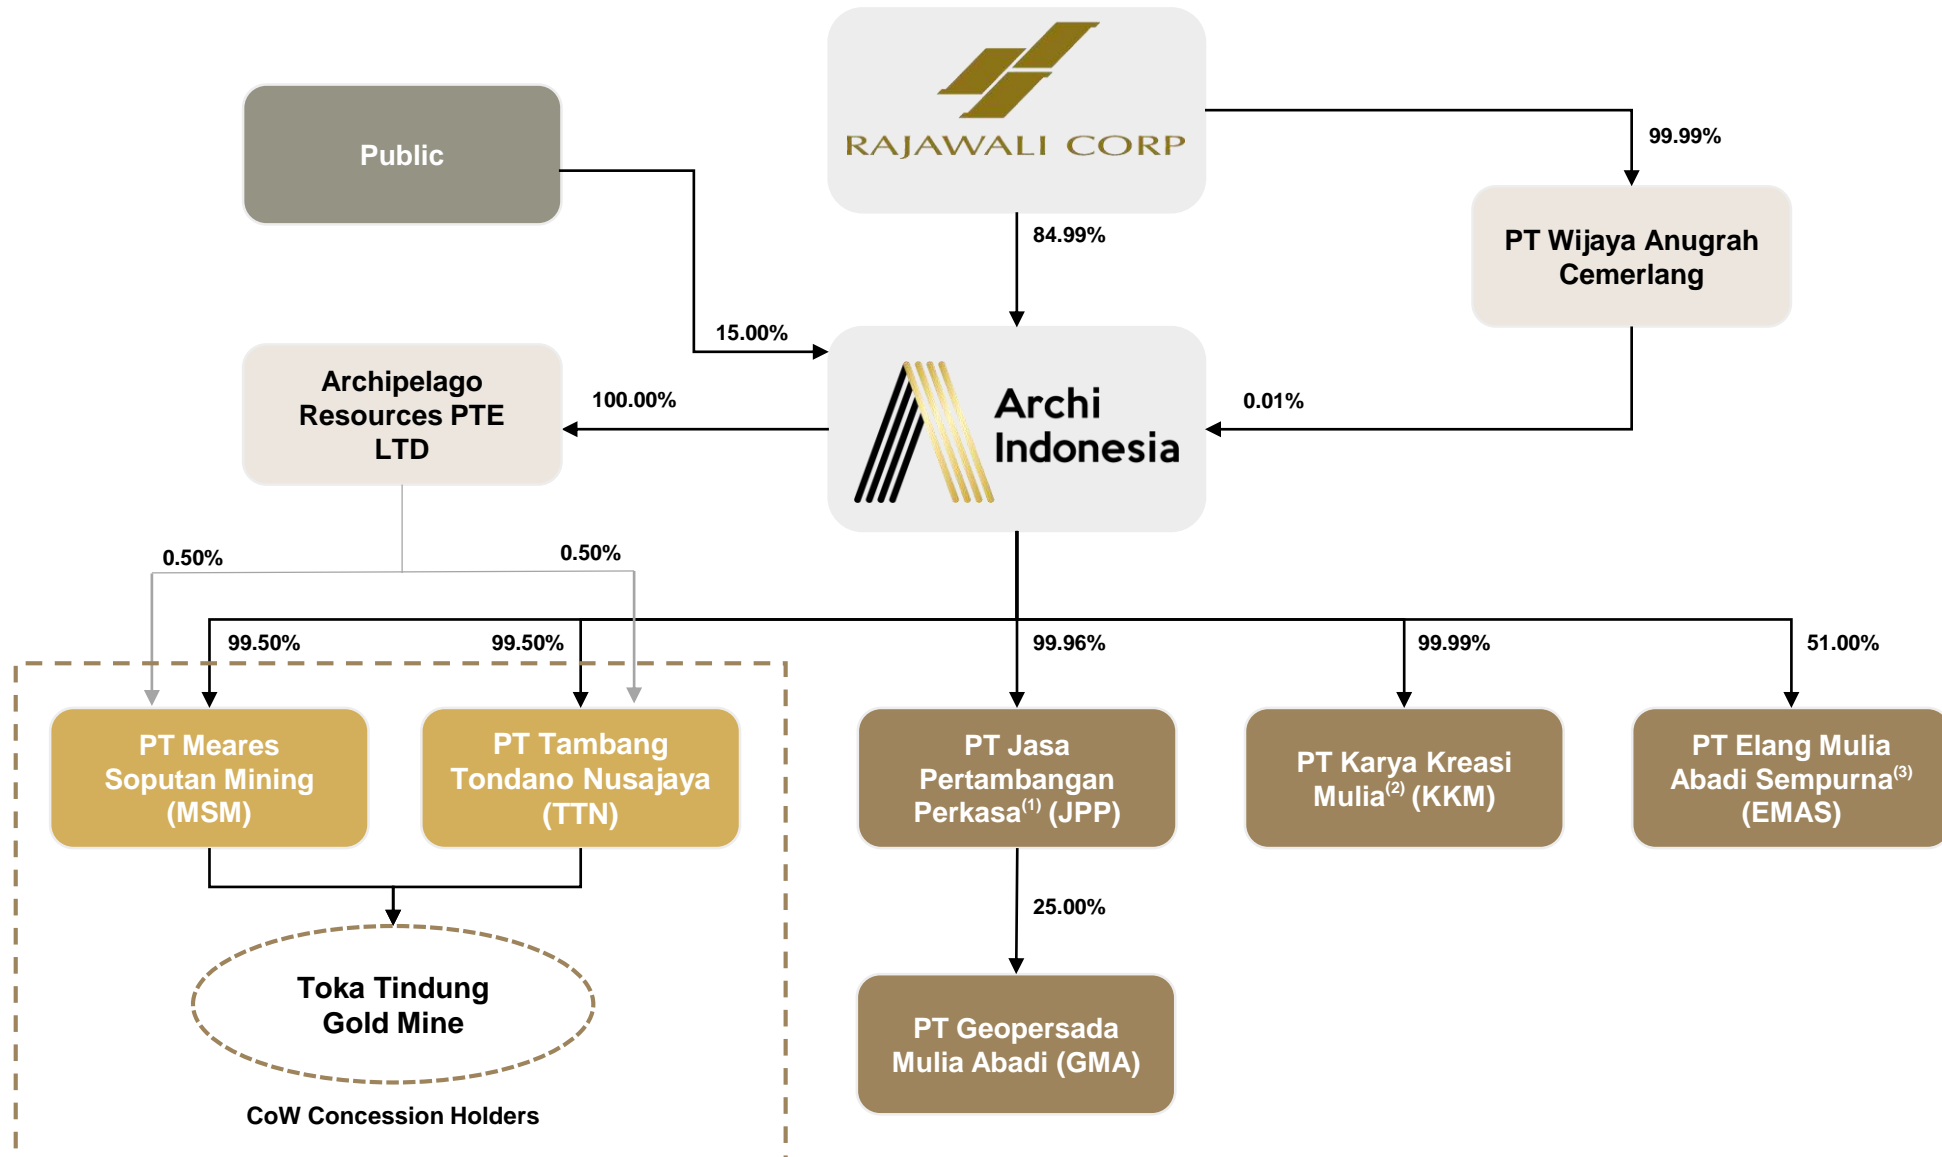 RAJAWALI CORP
Public
99.99%
84.99%
PT Wijaya Anugrah
Cemerlang
15.00%
Archipelago
Resources PTE
LTD
100.00%
Archi
Indonesia
0.01%
0.50%
0.50%
99.50%
99.50%
99.96%
99.99%
51.00%
PT Meares
Soputan Mining
(MSM)
PT Tambang
Tondano Nusajaya
(TTN)
PT Jasa
Pertambangan
Perkasa(1) (JPP)
PT Karya Kreasi
Mulia(2) (KKM)
PT Elang Mulia
Abadi Sempurna(3)
(EMAS)
25.00%
Toka Tindung
Gold Mine
PT Geopersada
Mulia Abadi (GMA)
CoW Concession Holders